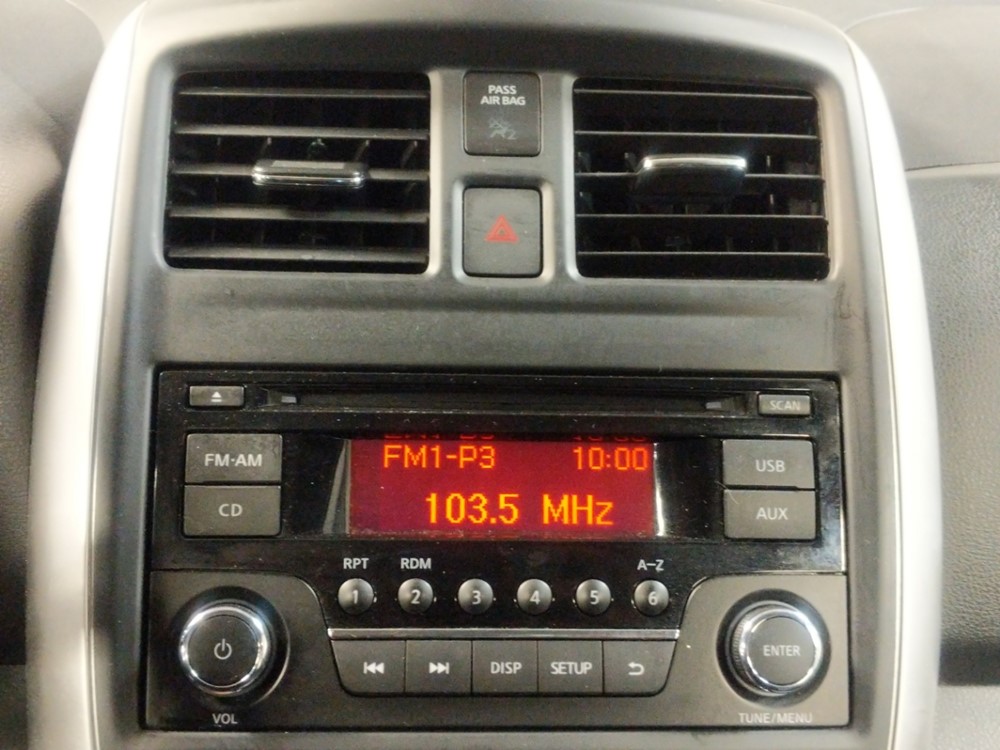 PASS
AIR BAG
SCAN
FM·AM
CD
FM1-P3 10:00
103.5 MHz
USB
AUX
RPT RDM A–Z
1 2 3 4 5 6
DISP SETUP
ENTER
VOL
TUNE/MENU